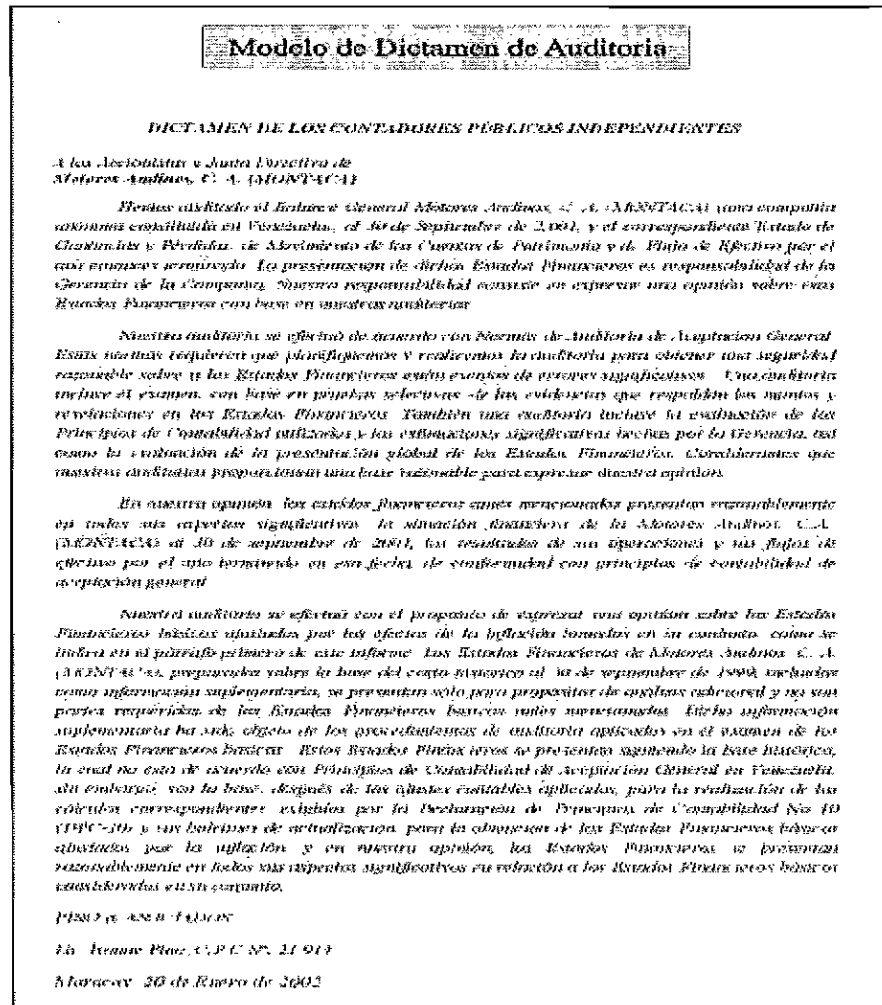 Modelo de Dictamen de Auditoria
DICTAMEN DE LOS CONTADORES PÚBLICOS INDEPENDIENTES
A los Accionistas y Junta Directiva de
Motores Andinos, C. A. (MONTACA)
Hemos auditado el Balance General Motores Andinos, C. A. (MONTACA) (una compañía
anónima constituida en Venezuela, al 30 de Septiembre de 2.001, y el correspondiente Estado de
Ganancias y Pérdidas, de Movimiento de las Cuentas de Patrimonio y de Flujo de Efectivo por el
año entonces terminado. La presentación de dichos Estados Financieros es responsabilidad de la
Gerencia de la Compañía. Nuestra responsabilidad consiste en expresar una opinión sobre esos
Estados Financieros con base en nuestras auditorias
Nuestra auditoría se efectuó de acuerdo con Normas de Auditoria de Aceptación General.
Estas normas requieren que planifiquemos y realicemos la auditoría para obtener una seguridad
razonable sobre si los Estados Financieros están exentos de errores significativos. Una auditoria
incluye el examen, con base en pruebas selectivas de las evidencias que respaldan los montos y
revelaciones en los Estados Financieros. También una auditoria incluye la evaluación de los
Principios de Contabilidad utilizados y las estimaciones significativas hechas por la Gerencia, así
como la evaluación de la presentación global de los Estados Financieros. Consideramos que
nuestras auditorias proporcionan una base razonable para expresar nuestra opinión.
En nuestra opinión, los estados financieros antes mencionados presentan razonablemente
en todos sus aspectos significativos, la situación financiera de la Motores Andinos, C.A.
(MONTACA) al 30 de septiembre de 2001, los resultados de sus operaciones y sus flujos de
efectivo por el año terminado en esa fecha, de conformidad con principios de contabilidad de
aceptación general
Nuestra auditoria se efectuó con el propósito de expresar una opinión sobre los Estados
Financieros básicos ajustados por los efectos de la inflación tomados en su conjunto, como se
indica en el párrafo primero de este informe. Los Estados Financieros de Motores Andinos C. A.
(MONTACA), preparados sobre la base del costo histórico al 30 de septiembre de 1999, incluidos
como información suplementaria, se presentan sólo para propósitos de análisis adicional y no son
partes requeridas de los Estados Financieros básicos antes mencionados. Dicha información
suplementaria ha sido objeto de los procedimientos de auditoria aplicados en el examen de los
Estados Financieros básicos. Estos Estados Financieros se presentan siguiendo la base histórica,
la cual no está de acuerdo con Principios de Contabilidad de Aceptación General en Venezuela.
sin embargo, son la base, después de los ajustes contables aplicados, para la realización de los
cálculos correspondientes exigidos por la Declaración de Principios de Contabilidad No 10
(DPC-10) y sus boletines de actualización, para la obtención de los Estados Financieros básicos
ajustados por la inflación y en nuestra opinión, los Estados Financieros se presentan
razonablemente en todos sus aspectos significativos en relación a los Estados Financieros básicos
considerados en su conjunto.
PINO &
Lic. Pino, C.P.C Nº.
Maracay 20 de Enero de 2002